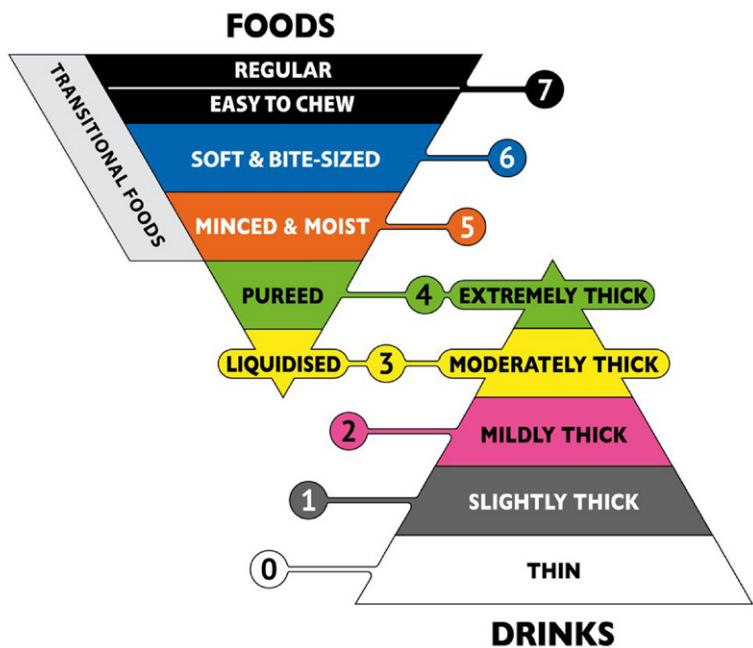 FOODS
TRANSITIONAL FOODS
REGULAR
EASY TO CHEW
7
SOFT & BITE-SIZED
6
MINCED & MOIST
5
PUREED
4
EXTREMELY THICK
LIQUIDISED
3
MODERATELY THICK
2
MILDLY THICK
1
SLIGHTLY THICK
0
THIN
DRINKS